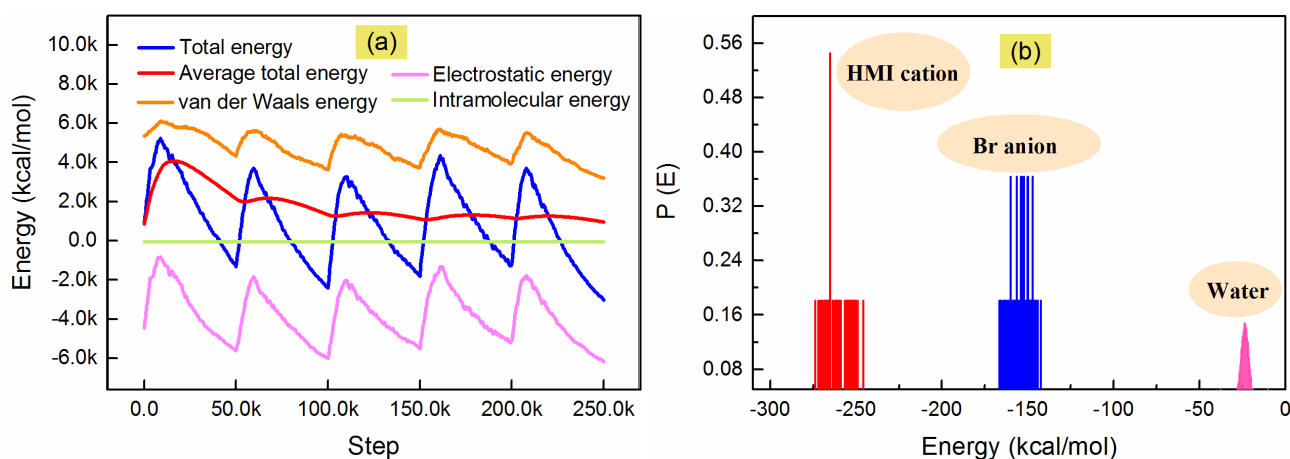 (a)
Total energy
Average total energy
van der Waals energy
Electrostatic energy
Intramolecular energy
10.0k
8.0k
6.0k
4.0k
2.0k
0.0
-2.0k
-4.0k
-6.0k
Energy (kcal/mol)
0.0 50.0k 100.0k 150.0k 200.0k 250.0k
Step
(b)
HMI cation
Br anion
Water
0.56
0.48
0.40
0.32
0.24
0.16
0.08
P (E)
-300 -250 -200 -150 -100 -50 0
Energy (kcal/mol)